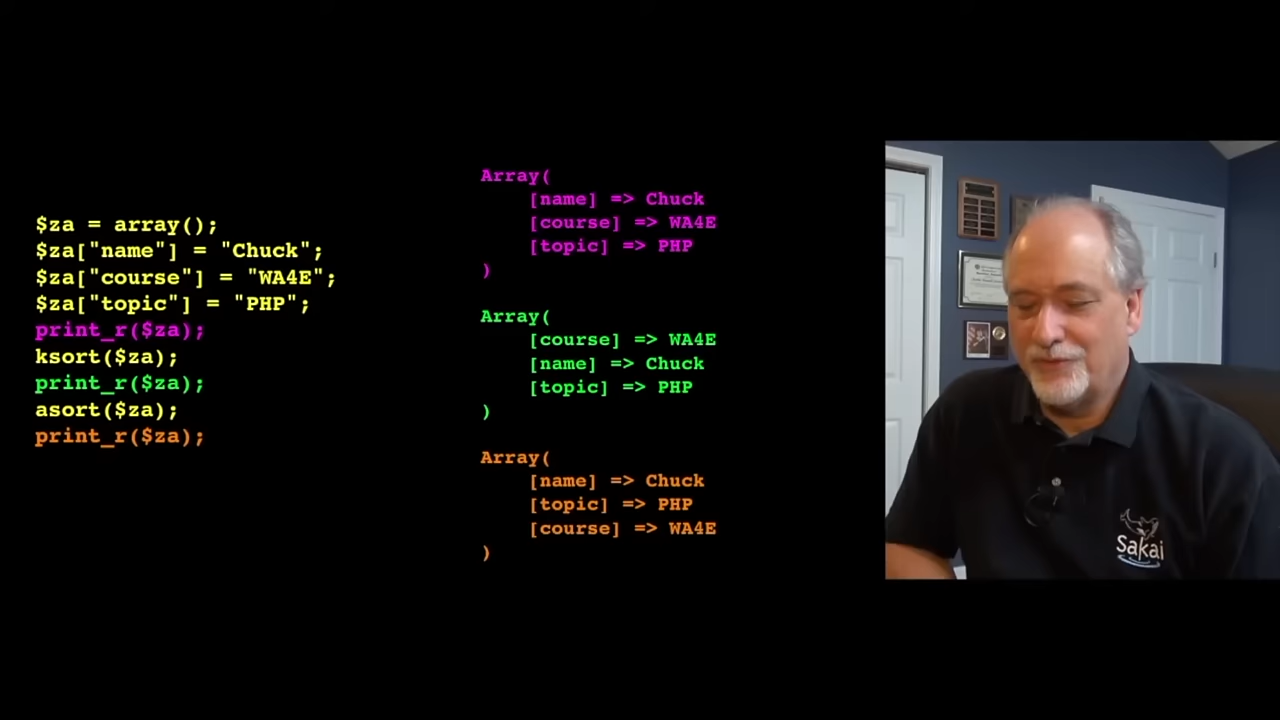 $za = array();
$za["name"] = "Chuck";
$za["course"] = "WA4E";
$za["topic"] = "PHP";
print_r($za);
ksort($za);
print_r($za);
asort($za);
print_r($za);
Array(
    [name] => Chuck
    [course] => WA4E
    [topic] => PHP
)
Array(
    [course] => WA4E
    [name] => Chuck
    [topic] => PHP
)
Array(
    [name] => Chuck
    [topic] => PHP
    [course] => WA4E
)
Sakai